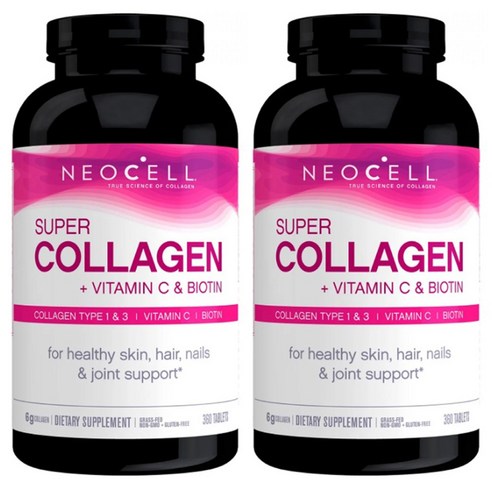 NEOCELL
TRUE SCIENCE OF COLLAGEN
SUPER
COLLAGEN
+ VITAMIN C & BIOTIN
COLLAGEN TYPE 1 & 3 | VITAMIN C | BIOTIN
for healthy skin, hair, nails
& joint support*
6g COLLAGEN | DIETARY SUPPLEMENT | GRASS-FED
NON-GMO + GLUTEN-FREE 360 TABLETS
NEOCELL
TRUE SCIENCE OF COLLAGEN
SUPER
COLLAGEN
+ VITAMIN C & BIOTIN
COLLAGEN TYPE 1 & 3 | VITAMIN C | BIOTIN
for healthy skin, hair, nails
& joint support*
6g COLLAGEN | DIETARY SUPPLEMENT | GRASS-FED
NON-GMO + GLUTEN-FREE 360 TABLETS